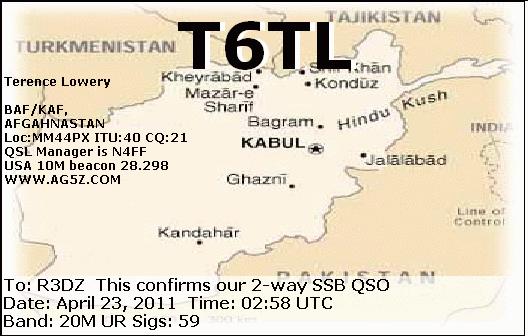 T6TL
TAJIKISTAN
TURKMENISTAN
Kheyrābād
Shīr Khān
Mazār-e
Sharīf
Kondūz
Terence Lowery
BAF/KAF,
AFGAHNASTAN
Loc:MM44PX ITU:40 CQ:21
QSL Manager is N4FF
USA 10M beacon 28.298
WWW.AG5Z.COM
Hindu Kush
Bagram
INDIA
KABUL
Jalālābād
Ghaznī
Line of
Control
Kandahār
PAKISTAN
To: R3DZ This confirms our 2-way SSB QSO
Date: April 23, 2011 Time: 02:58 UTC
Band: 20M UR Sigs: 59